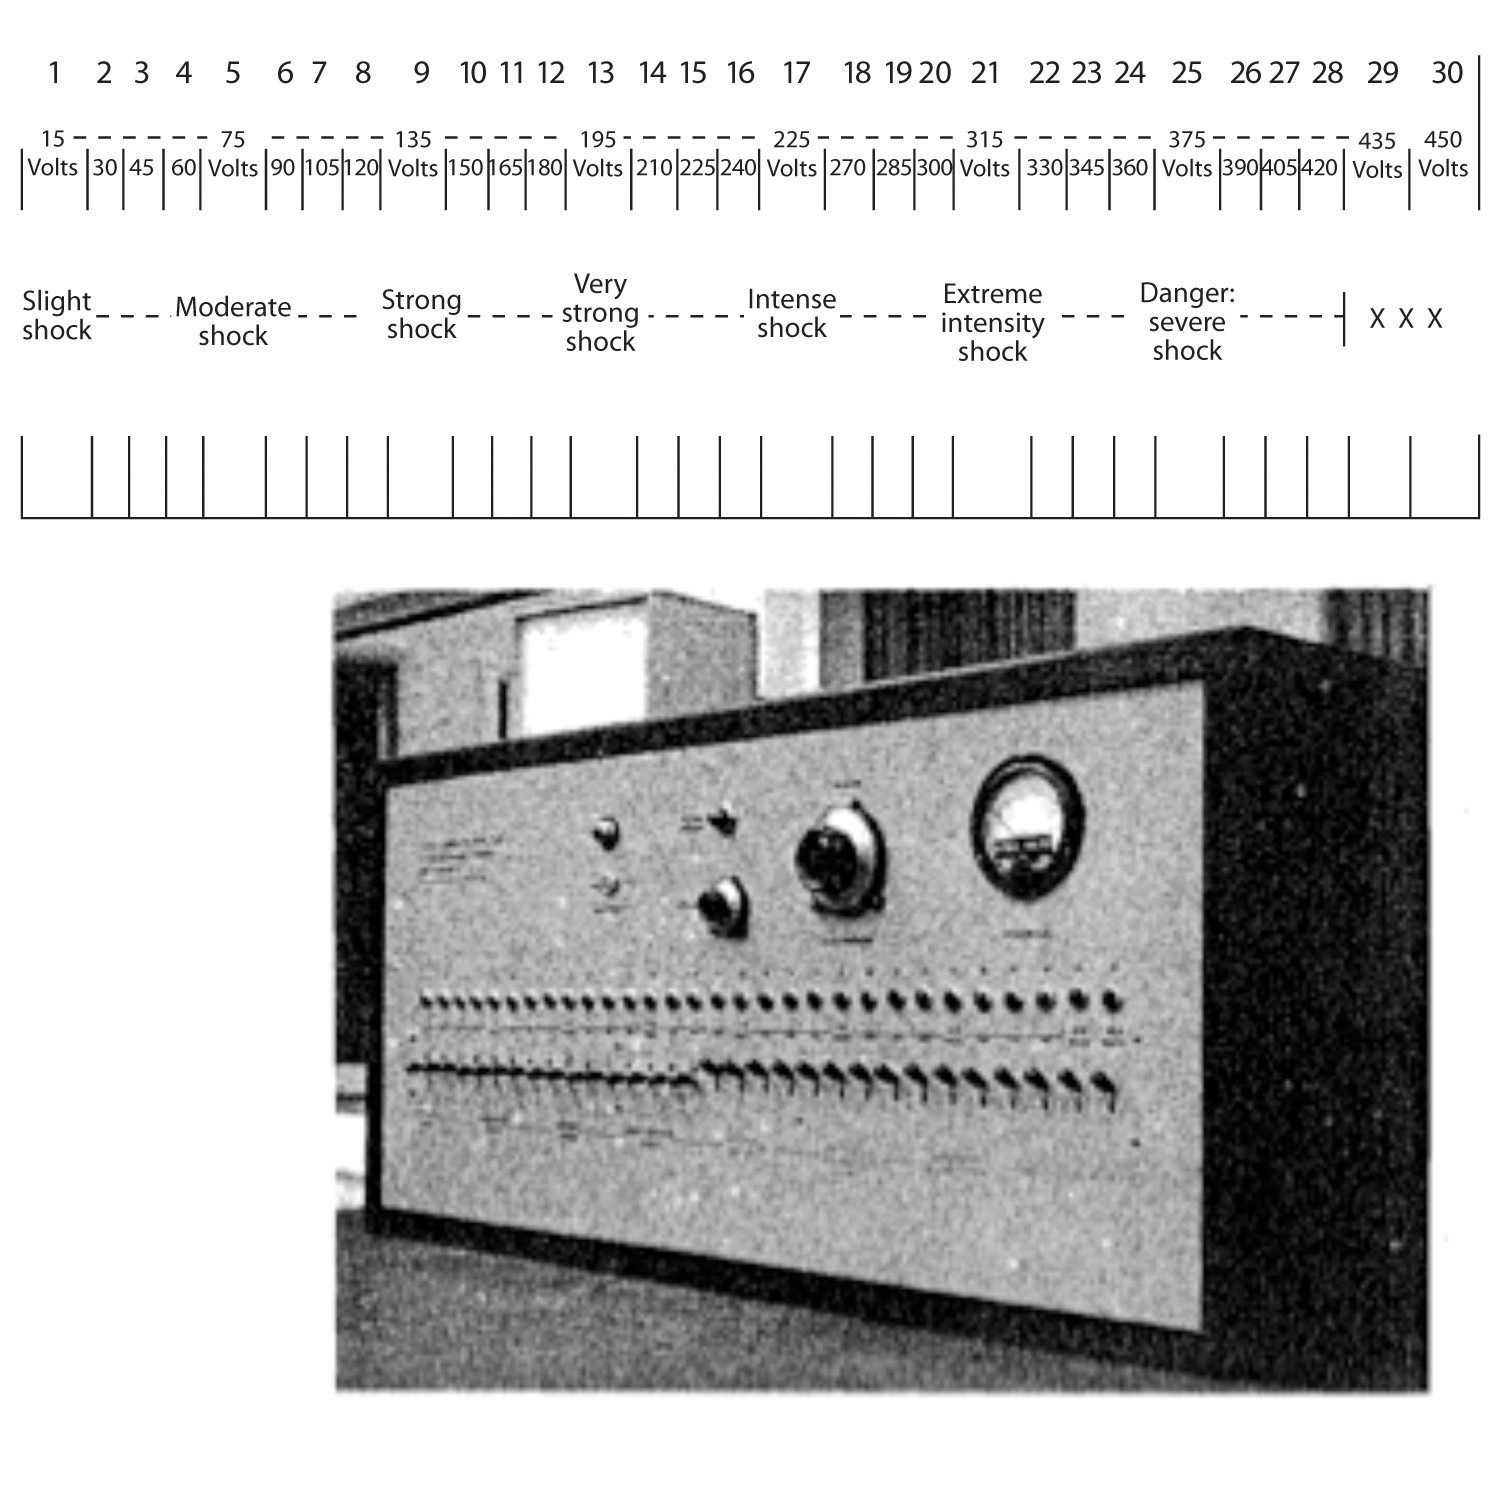 1 2 3 4 5 6 7 8 9 10 11 12 13 14 15 16 17 18 19 20 21 22 23 24 25 26 27 28 29 30
15 75 135 195 225 315 375 435 450
Volts 30 45 60 Volts 90 105 120 Volts 150 165 180 Volts 210 225 240 Volts 270 285 300 Volts 330 345 360 Volts 390 405 420 Volts Volts
Slight
shock
Moderate
shock
Strong
shock
Very
strong
shock
Intense
shock
Extreme
intensity
shock
Danger:
severe
shock
X X X